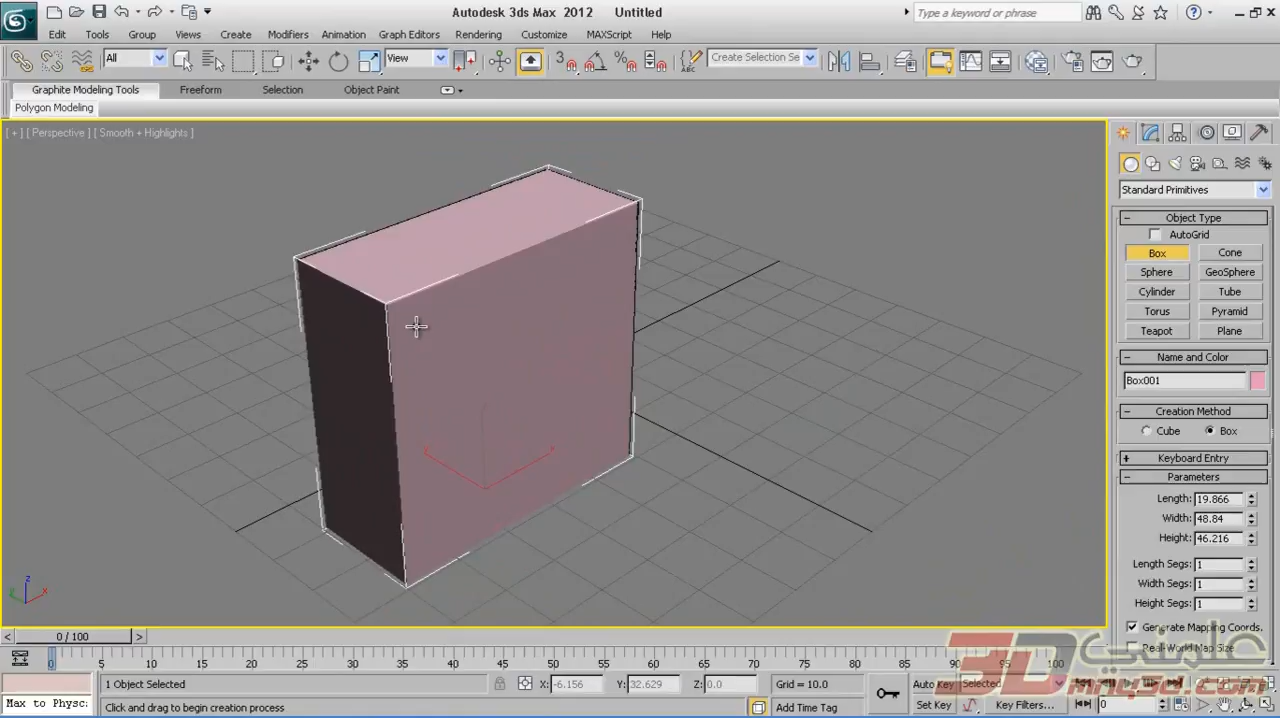 Autodesk 3ds Max 2012 Untitled
Type a keyword or phrase
Edit Tools Group Views Create Modifiers Animation Graph Editors Rendering Customize MAXScript Help
All
View
Create Selection Se
Graphite Modeling Tools Freeform Selection Object Paint
Polygon Modeling
[ + ] [ Perspective ] [ Smooth + Highlights ]
Standard Primitives
Object Type
AutoGrid
Box Cone
Sphere GeoSphere
Cylinder Tube
Torus Pyramid
Teapot Plane
Name and Color
Box001
Creation Method
Cube Box
Keyboard Entry
Parameters
Length: 19.866
Width: 48.84
Height: 46.216
Length Segs: 1
Width Segs: 1
Height Segs: 1
Generate Mapping Coords.
Real-World Map Size
z
x
0 / 100
0 5 10 15 20 25 30 35 40 45 50 55 60 65 70 75 80 85 90 95 100
1 Object Selected X: -6.156 Y: 32.629 Z: 0.0 Grid = 10.0 Auto Key Selected
Max to Physc: Click and drag to begin creation process Add Time Tag Set Key Key Filters... 0
علمني
3D